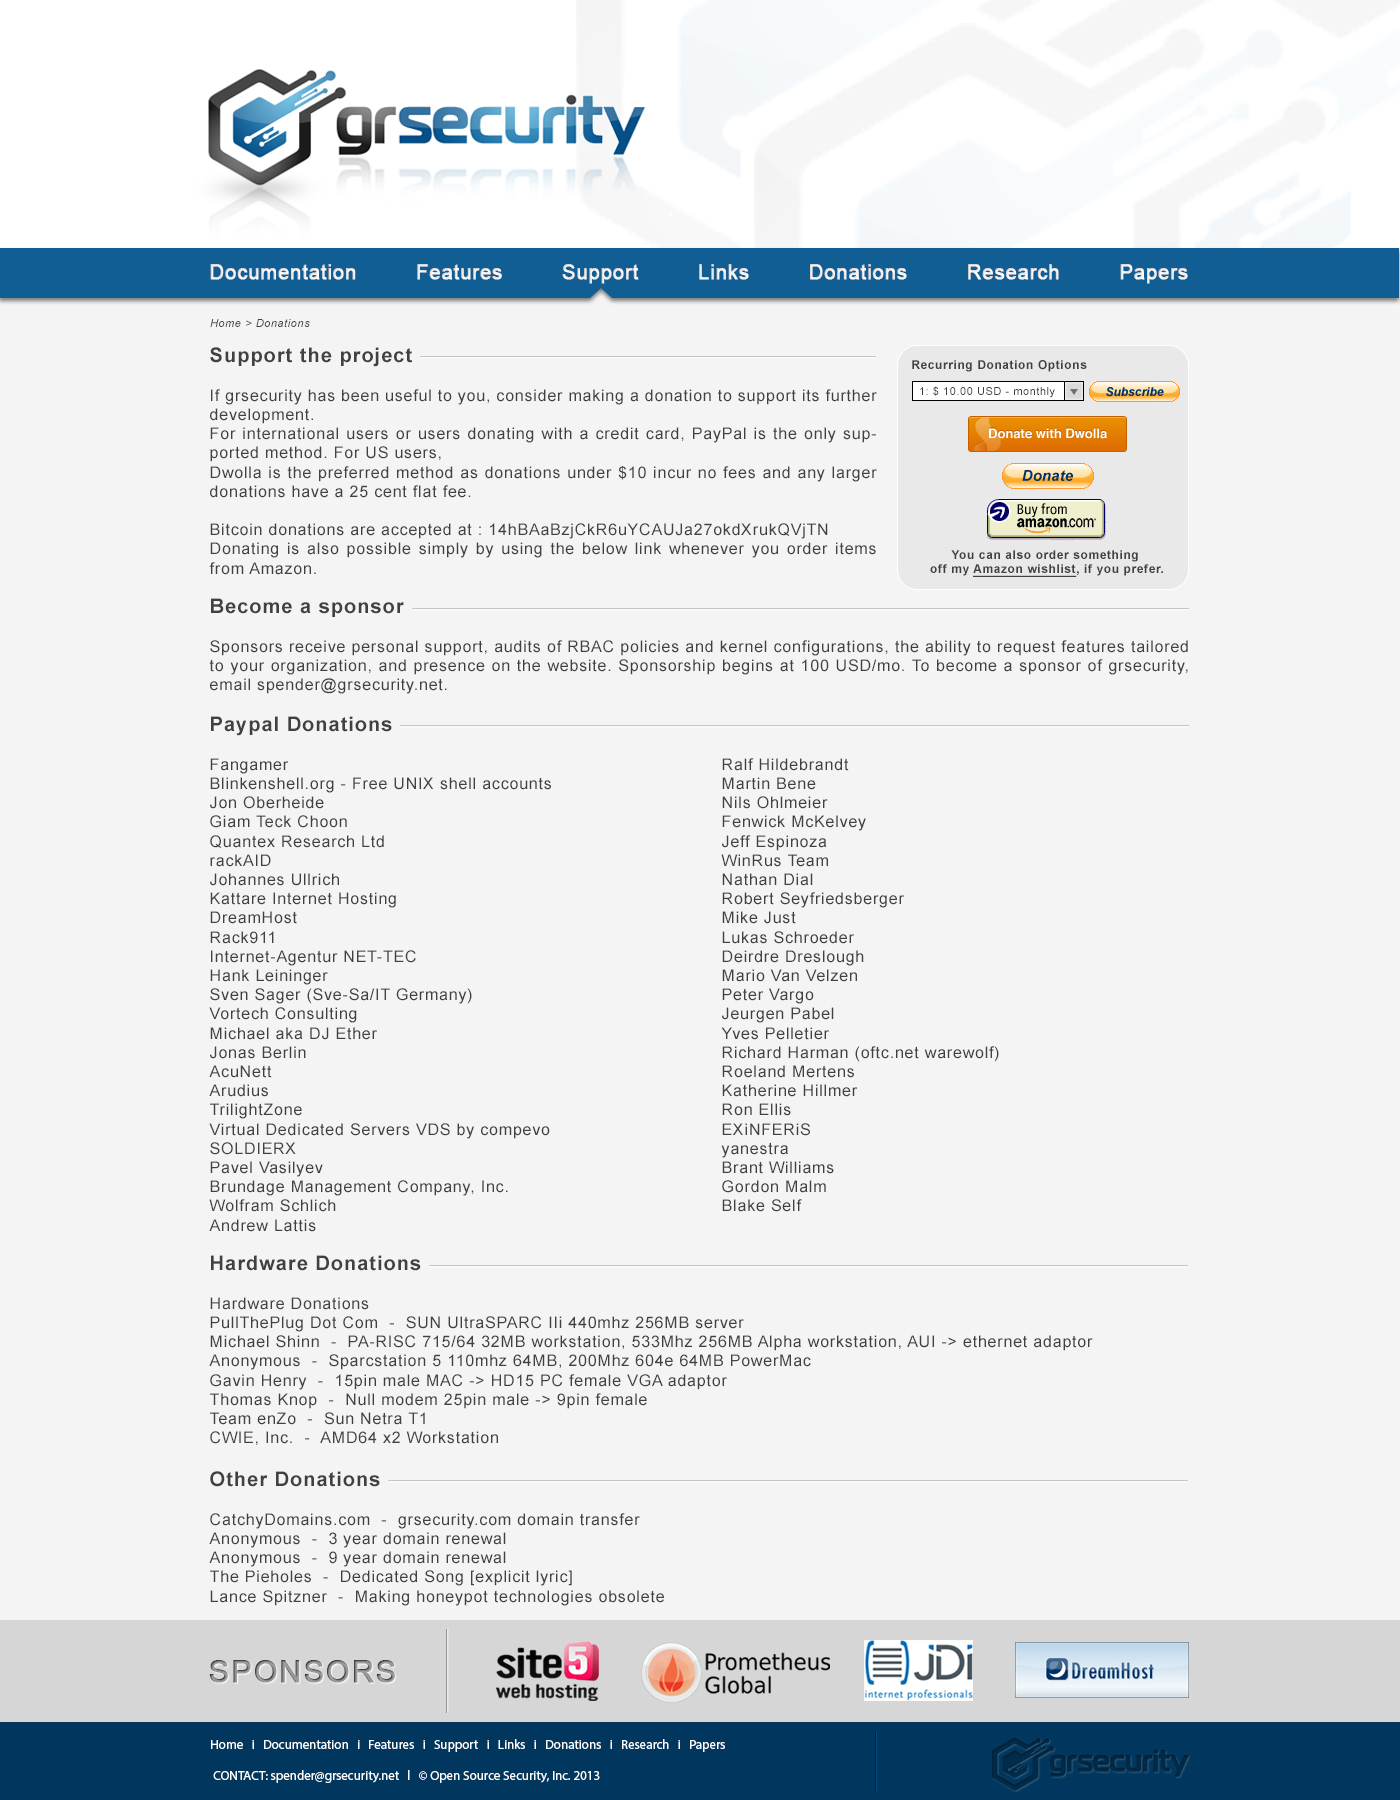 grsecurity
Documentation
Features
Support
Links
Donations
Research
Papers
Home > Donations
Support the project
If grsecurity has been useful to you, consider making a donation to support its further
development.
For international users or users donating with a credit card, PayPal is the only sup-
ported method. For US users,
Dwolla is the preferred method as donations under $10 incur no fees and any larger
donations have a 25 cent flat fee.
Bitcoin donations are accepted at : 14hBAaBzjCkR6uYCAUJa27okdXrukQVjTN
Donating is also possible simply by using the below link whenever you order items
from Amazon.
Recurring Donation Options
1: $ 10.00 USD - monthly
Subscribe
Donate with Dwolla
Donate
Buy from
amazon.com
You can also order something
off my Amazon wishlist, if you prefer.
Become a sponsor
Sponsors receive personal support, audits of RBAC policies and kernel configurations, the ability to request features tailored
to your organization, and presence on the website. Sponsorship begins at 100 USD/mo. To become a sponsor of grsecurity,
email spender@grsecurity.net.
Paypal Donations
Fangamer
Blinkenshell.org - Free UNIX shell accounts
Jon Oberheide
Giam Teck Choon
Quantex Research Ltd
rackAID
Johannes Ullrich
Kattare Internet Hosting
DreamHost
Rack911
Internet-Agentur NET-TEC
Hank Leininger
Sven Sager (Sve-Sa/IT Germany)
Vortech Consulting
Michael aka DJ Ether
Jonas Berlin
AcuNett
Arudius
TrilightZone
Virtual Dedicated Servers VDS by compevo
SOLDIERX
Pavel Vasilyev
Brundage Management Company, Inc.
Wolfram Schlich
Andrew Lattis
Ralf Hildebrandt
Martin Bene
Nils Ohlmeier
Fenwick McKelvey
Jeff Espinoza
WinRus Team
Nathan Dial
Robert Seyfriedsberger
Mike Just
Lukas Schroeder
Deirdre Dreslough
Mario Van Velzen
Peter Vargo
Jeurgen Pabel
Yves Pelletier
Richard Harman (oftc.net warewolf)
Roeland Mertens
Katherine Hillmer
Ron Ellis
EXiNFERiS
yanestra
Brant Williams
Gordon Malm
Blake Self
Hardware Donations
Hardware Donations
PullThePlug Dot Com - SUN UltraSPARC IIi 440mhz 256MB server
Michael Shinn - PA-RISC 715/64 32MB workstation, 533Mhz 256MB Alpha workstation, AUI -> ethernet adaptor
Anonymous - Sparcstation 5 110mhz 64MB, 200Mhz 604e 64MB PowerMac
Gavin Henry - 15pin male MAC -> HD15 PC female VGA adaptor
Thomas Knop - Null modem 25pin male -> 9pin female
Team enZo - Sun Netra T1
CWIE, Inc. - AMD64 x2 Workstation
Other Donations
CatchyDomains.com - grsecurity.com domain transfer
Anonymous - 3 year domain renewal
Anonymous - 9 year domain renewal
The Pieholes - Dedicated Song [explicit lyric]
Lance Spitzner - Making honeypot technologies obsolete
SPONSORS
site5
web hosting
Prometheus
Global
JDi
internet professionals
DreamHost
Home | Documentation | Features | Support | Links | Donations | Research | Papers
CONTACT: spender@grsecurity.net | © Open Source Security, Inc. 2013
grsecurity